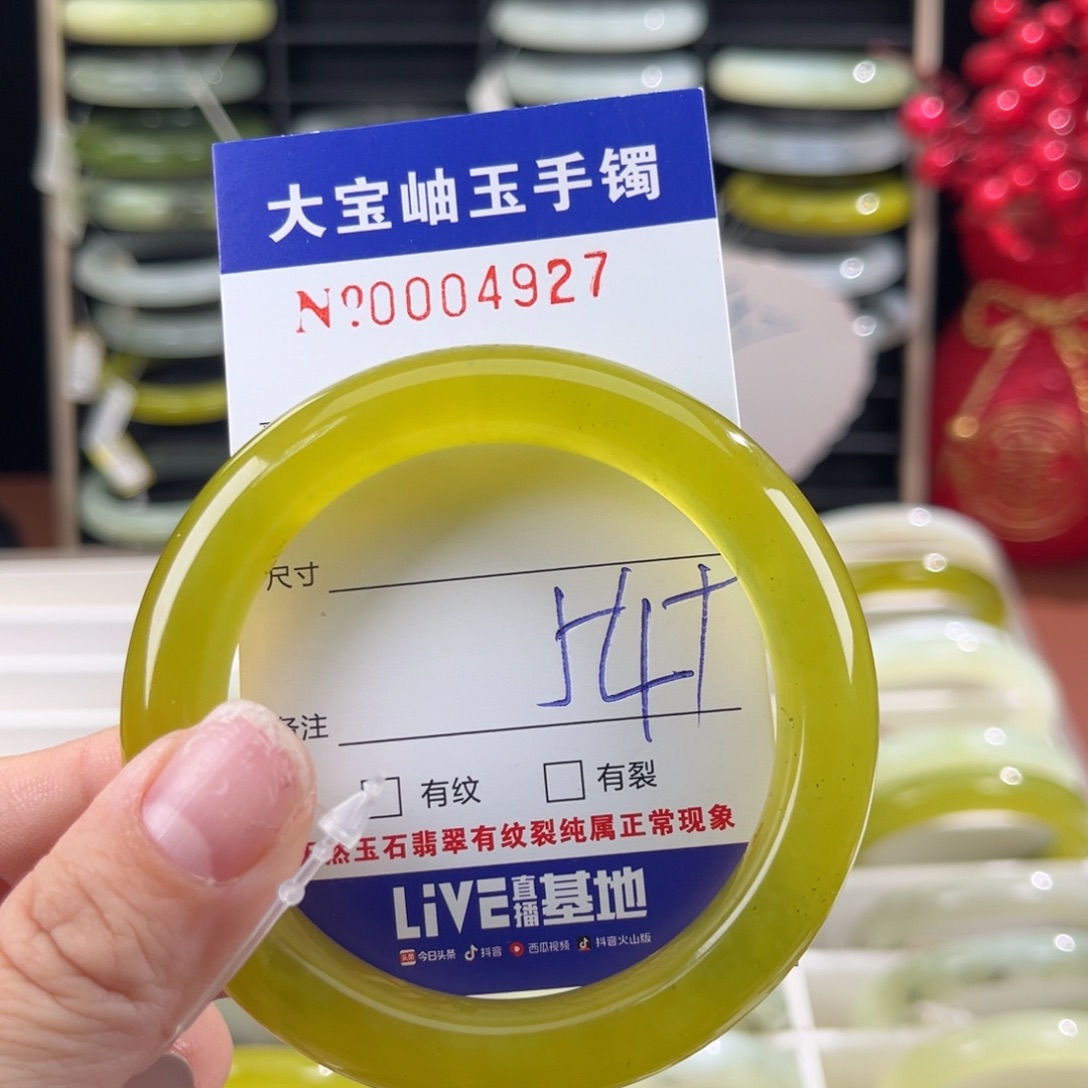 大宝岫玉手镯
Nº0004927
尺寸
54
备注
有纹 有裂
然玉石翡翠有纹裂纯属正常现象
LiVE直播基地
头条 今日头条 抖音 西瓜视频 抖音火山版